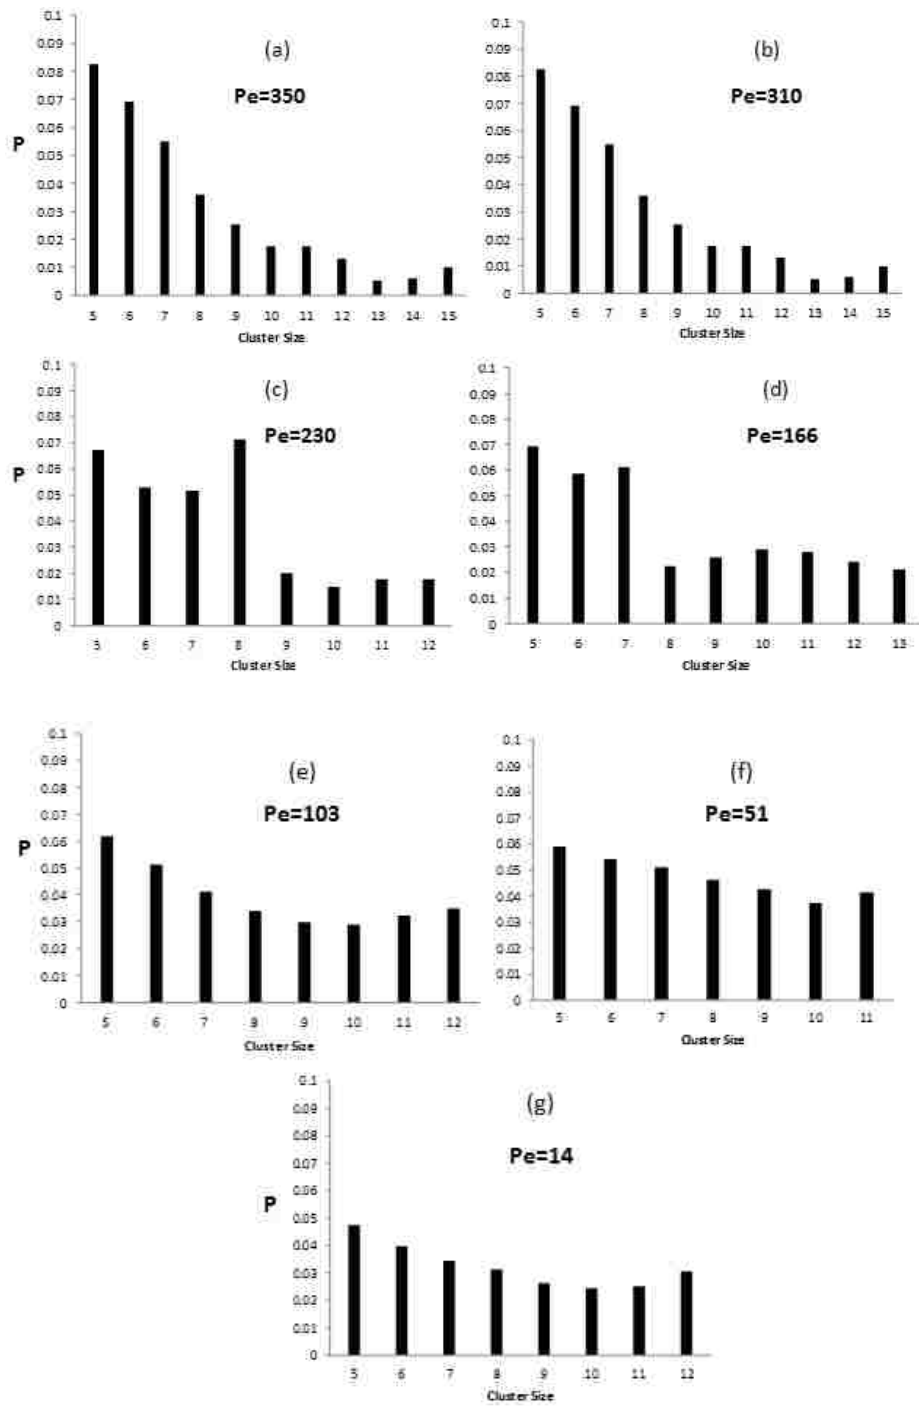 (a)
Pe=350
P
0.1
0.09
0.08
0.07
0.06
0.05
0.04
0.03
0.02
0.01
0
5 6 7 8 9 10 11 12 13 14 15
Cluster Size
(b)
Pe=310
0.1
0.09
0.08
0.07
0.06
0.05
0.04
0.03
0.02
0.01
0
5 6 7 8 9 10 11 12 13 14 15
Cluster Size
(c)
Pe=230
P
0.1
0.09
0.08
0.07
0.06
0.05
0.04
0.03
0.02
0.01
0
5 6 7 8 9 10 11 12
Cluster Size
(d)
Pe=166
0.1
0.09
0.08
0.07
0.06
0.05
0.04
0.03
0.02
0.01
0
5 6 7 8 9 10 11 12 13
Cluster Size
(e)
Pe=103
P
0.1
0.09
0.08
0.07
0.06
0.05
0.04
0.03
0.02
0.01
0
5 6 7 8 9 10 11 12
Cluster Size
(f)
Pe=51
0.1
0.09
0.08
0.07
0.06
0.05
0.04
0.03
0.02
0.01
0
5 6 7 8 9 10 11
Cluster Size
(g)
Pe=14
P
0.1
0.09
0.08
0.07
0.06
0.05
0.04
0.03
0.02
0.01
0
5 6 7 8 9 10 11 12
Cluster Size